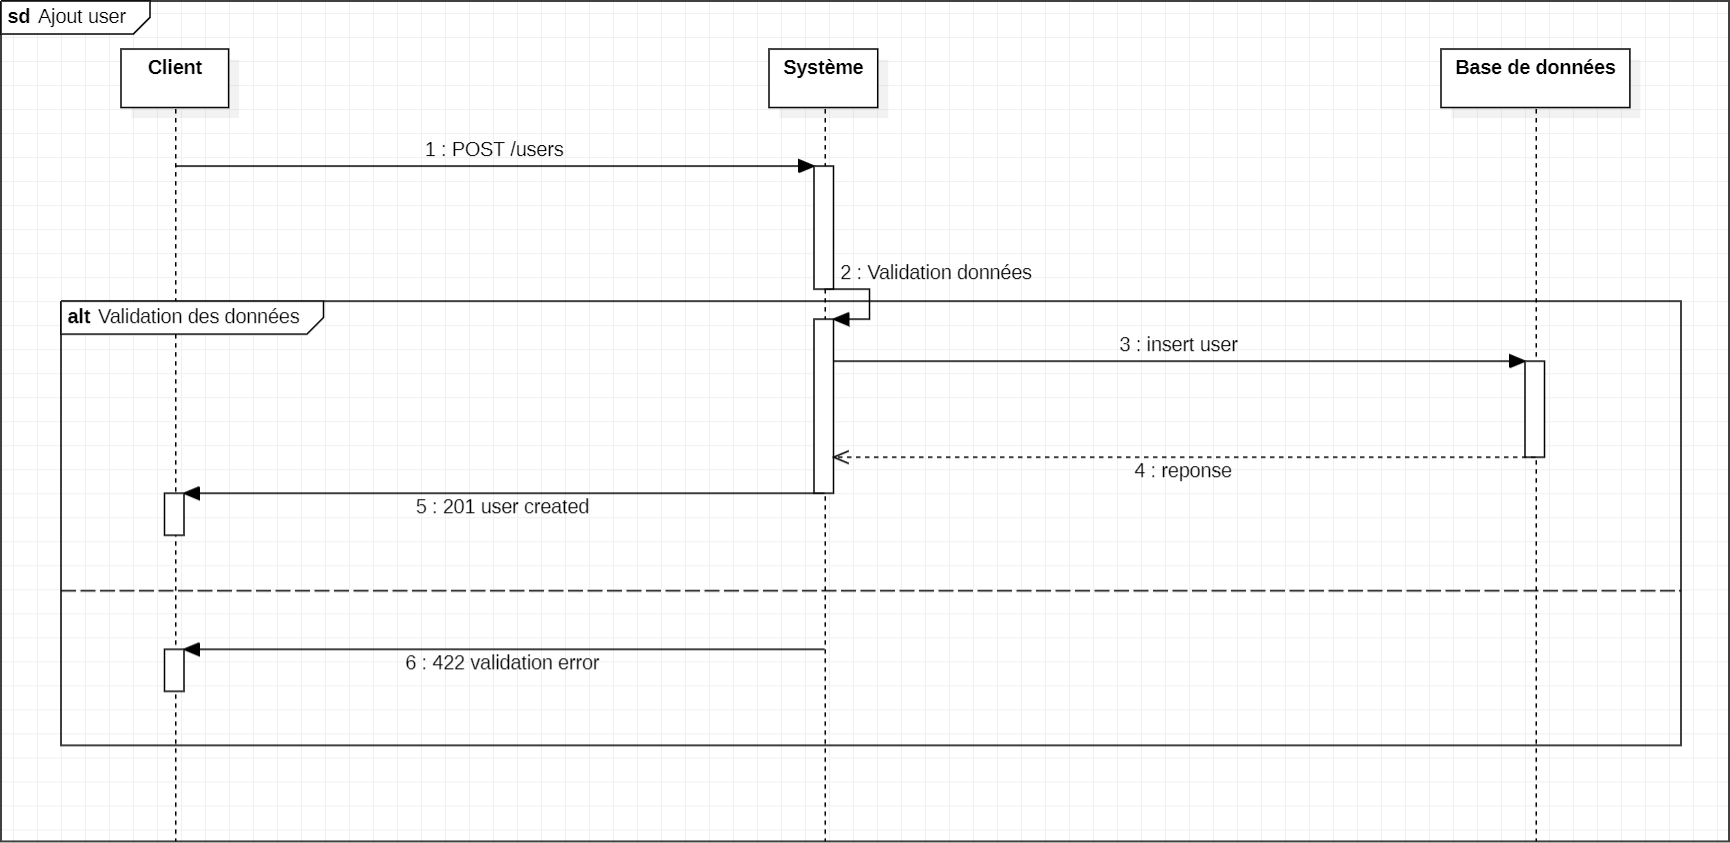 sd Ajout user
Client
Système
Base de données
1 : POST /users
2 : Validation données
alt Validation des données
3 : insert user
4 : reponse
5 : 201 user created
6 : 422 validation error